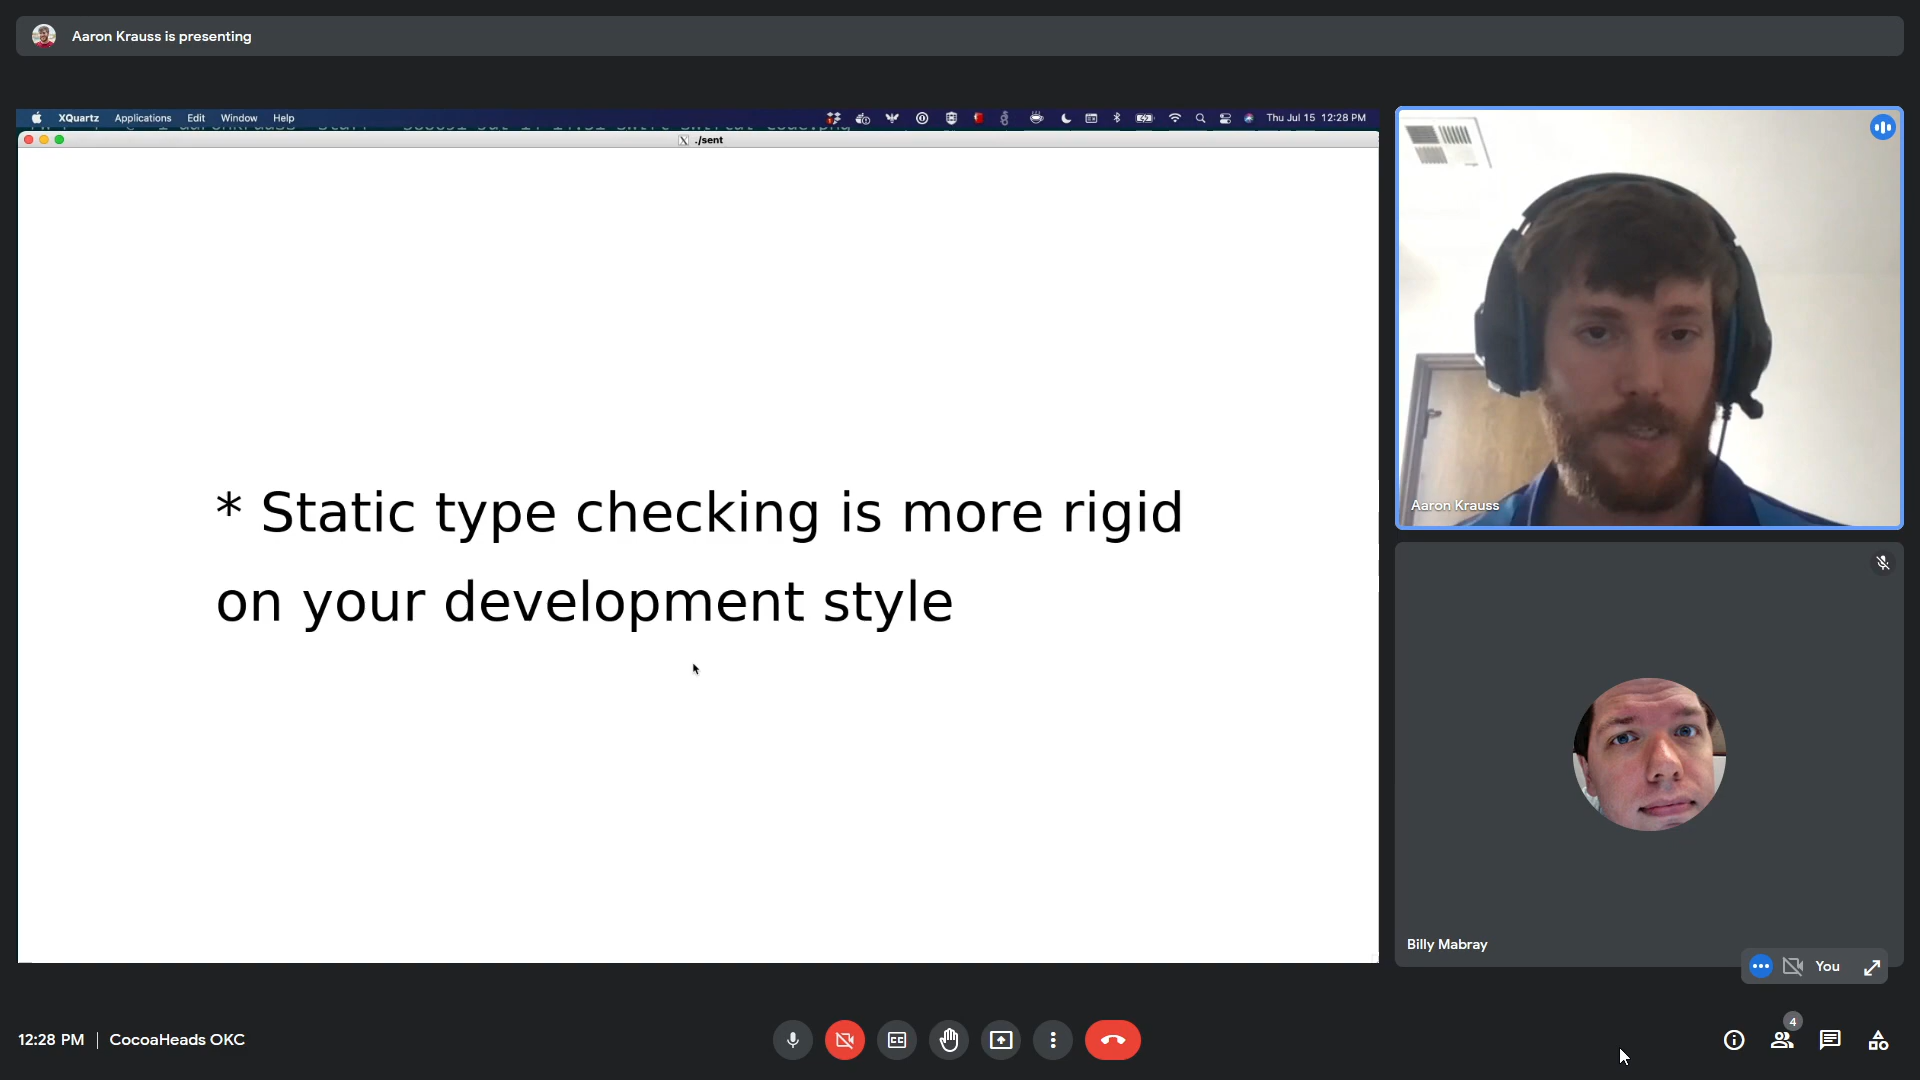 Aaron Krauss is presenting
XQuartz Applications Edit Window Help
Thu Jul 15 12:28 PM
./sent
* Static type checking is more rigid
on your development style
Aaron Krauss
Billy Mabray
You
12:28 PM | CocoaHeads OKC
4